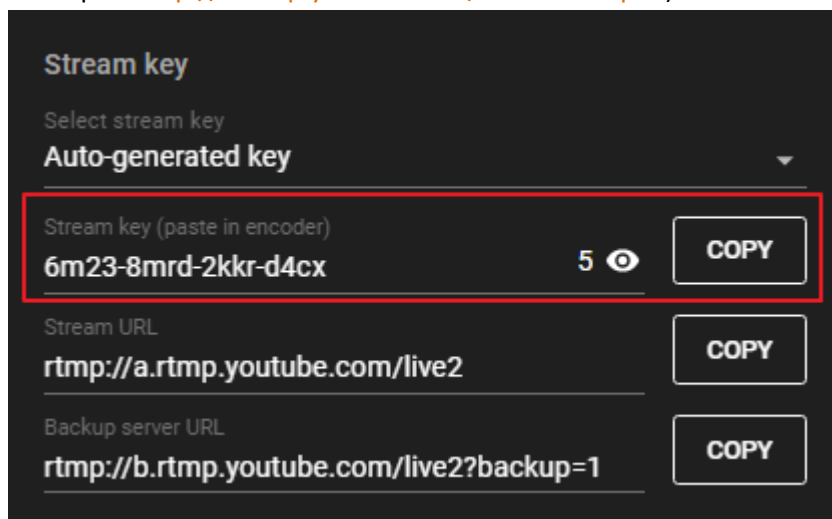 Stream key
Select stream key
Auto-generated key
Stream key (paste in encoder)
6m23-8mrd-2kkr-d4cx
5
COPY
Stream URL
rtmp://a.rtmp.youtube.com/live2
COPY
Backup server URL
rtmp://b.rtmp.youtube.com/live2?backup=1
COPY